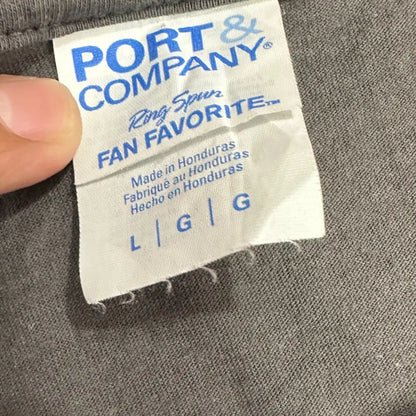 PORT &
COMPANY®
Ring Spun
FAN FAVORITE™
Made in Honduras
Fabriqué au Honduras
Hecho en Honduras
L | G | G